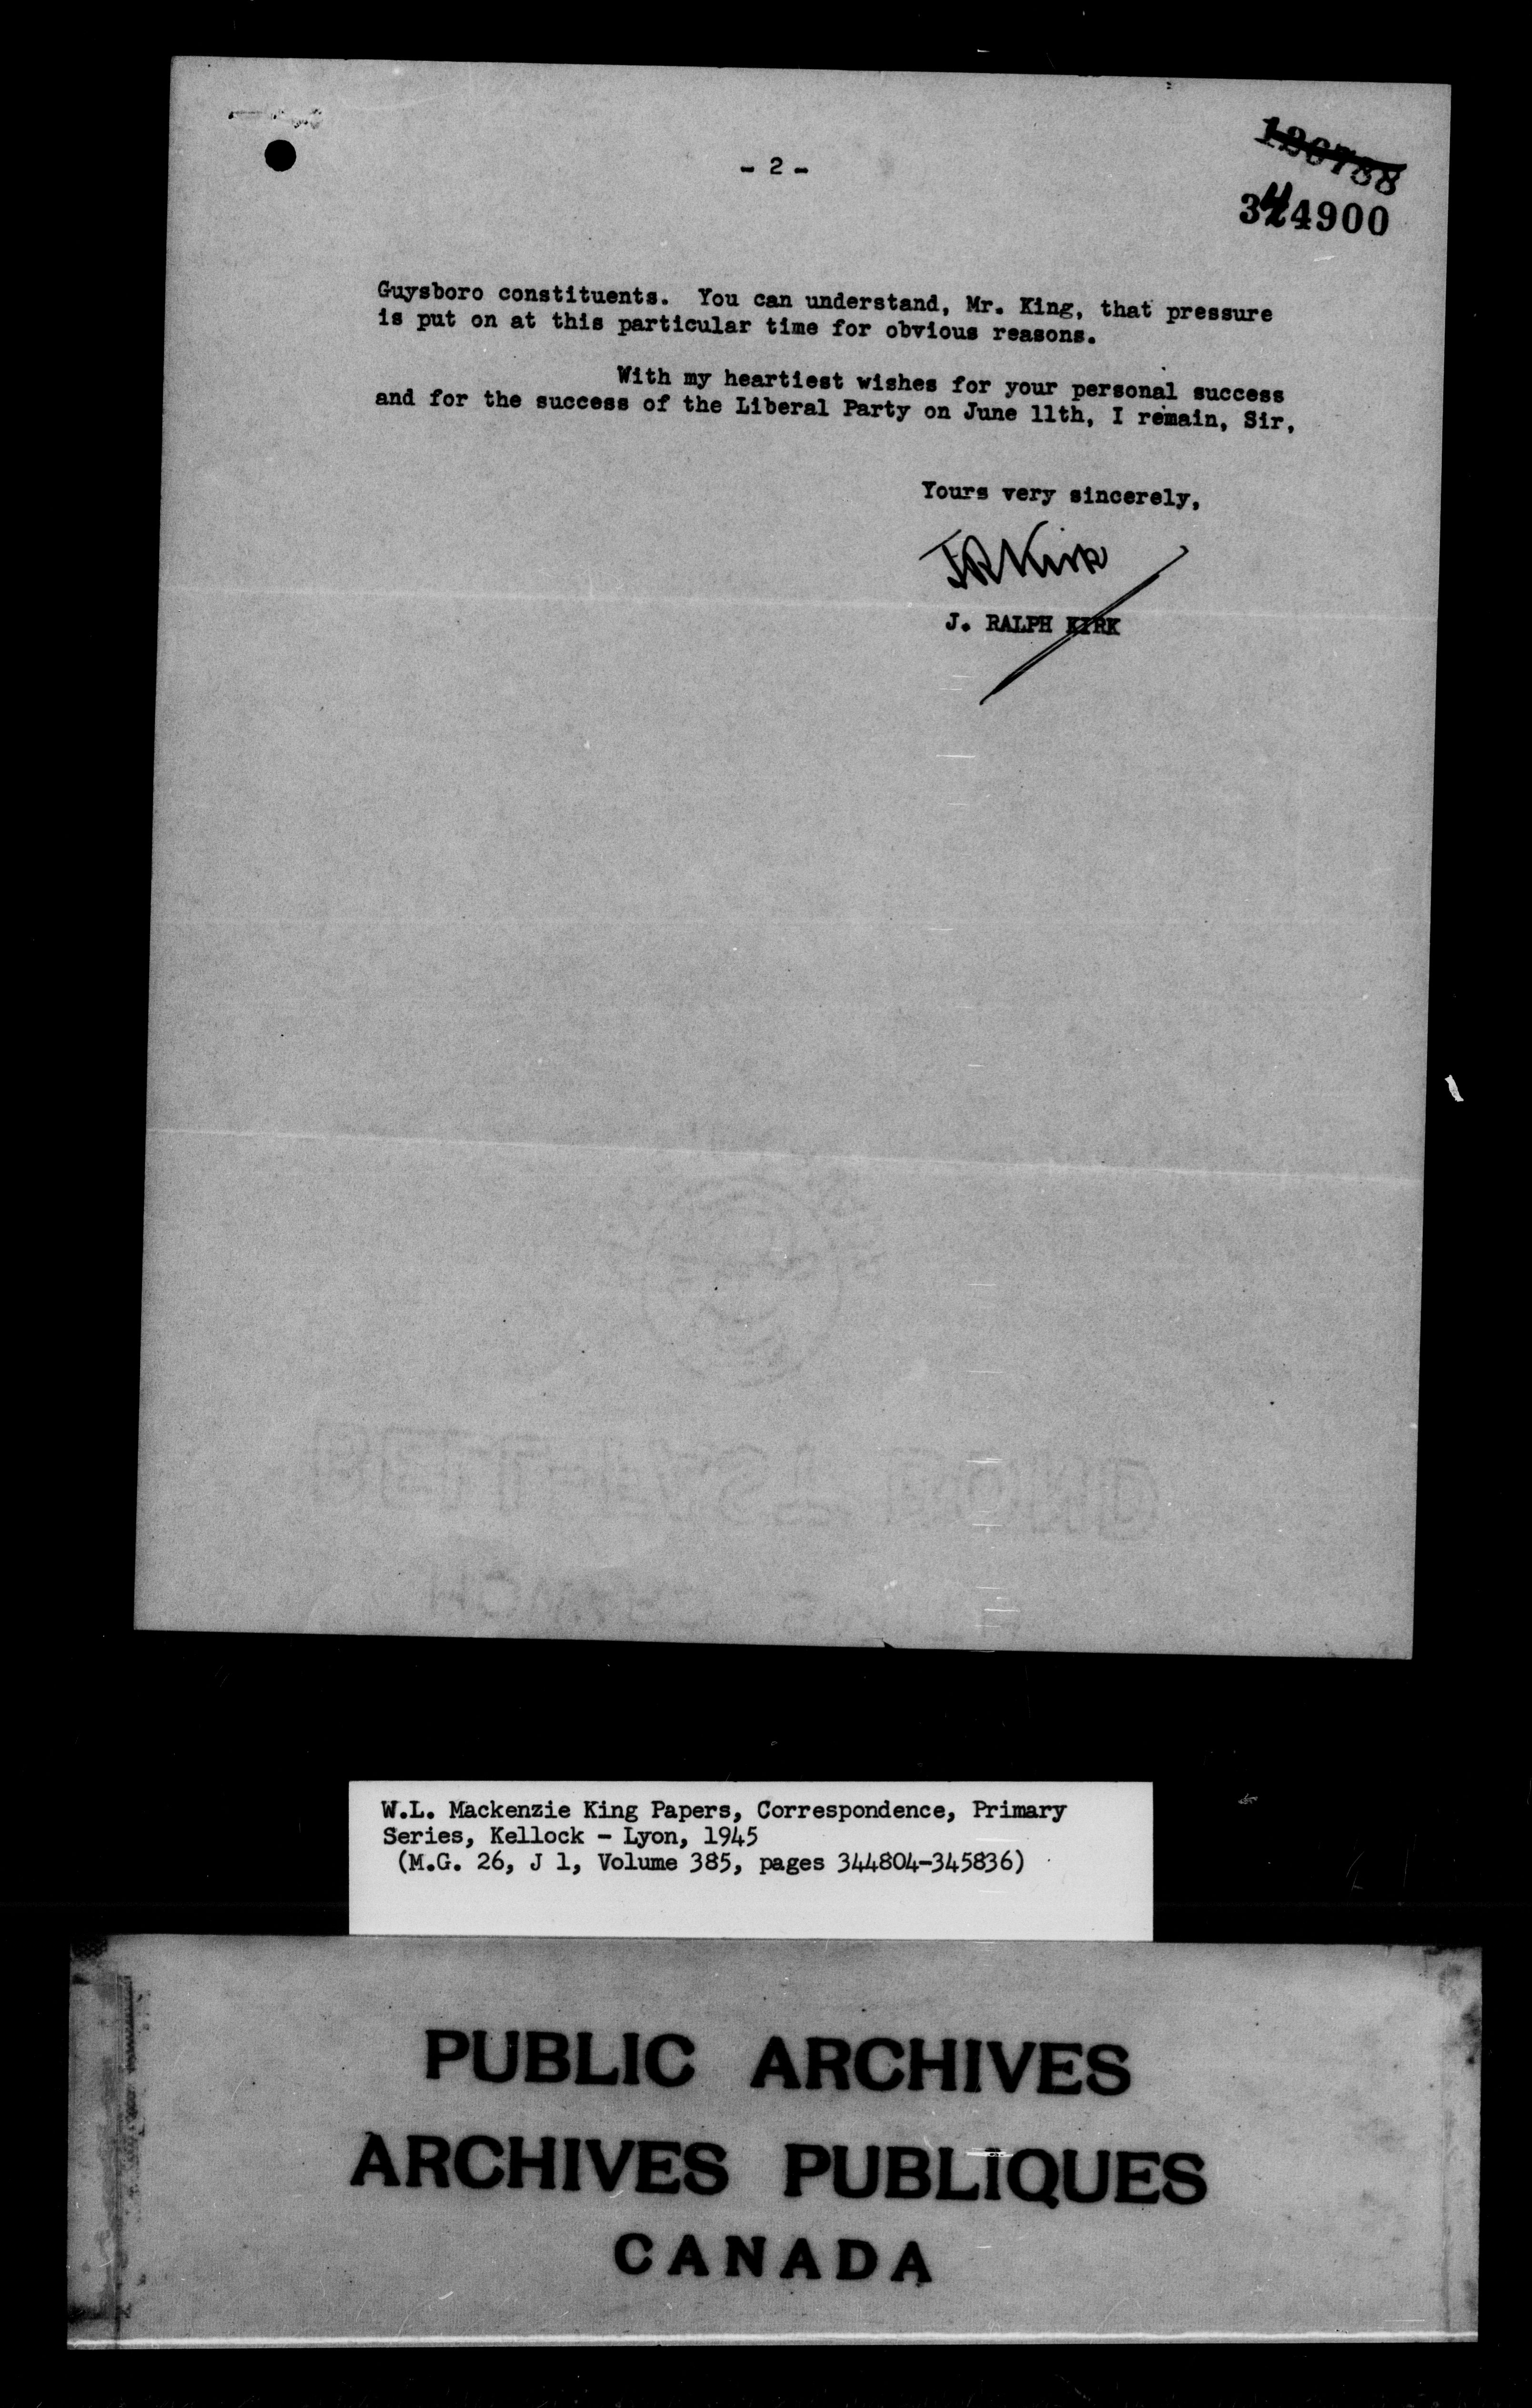 - 2 -
344900
Guysboro constituents. You can understand, Mr. King, that pressure
is put on at this particular time for obvious reasons.
With my heartiest wishes for your personal success
and for the success of the Liberal Party on June 11th, I remain, Sir,
Yours very sincerely,
JRKirk
J. RALPH KIRK
BELFAST BOND
W.L. Mackenzie King Papers, Correspondence, Primary
Series, Kellock - Lyon, 1945
(M.G. 26, J 1, Volume 385, pages 344804-345836)
PUBLIC ARCHIVES
ARCHIVES PUBLIQUES
CANADA